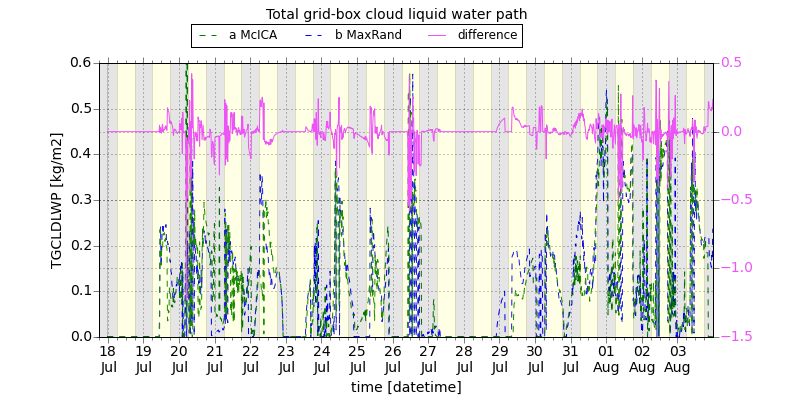 Total grid-box cloud liquid water path
a McICA b MaxRand difference
0.6
0.5
0.4
0.3
0.2
0.1
0.0
TGCLDLWP [kg/m2]
0.5
0.0
−0.5
−1.0
−1.5
18 19 20 21 22 23 24 25 26 27 28 29 30 31 01 02 03
Jul Jul Jul Jul Jul Jul Jul Jul Jul Jul Jul Jul Jul Jul Aug Aug Aug
time [datetime]